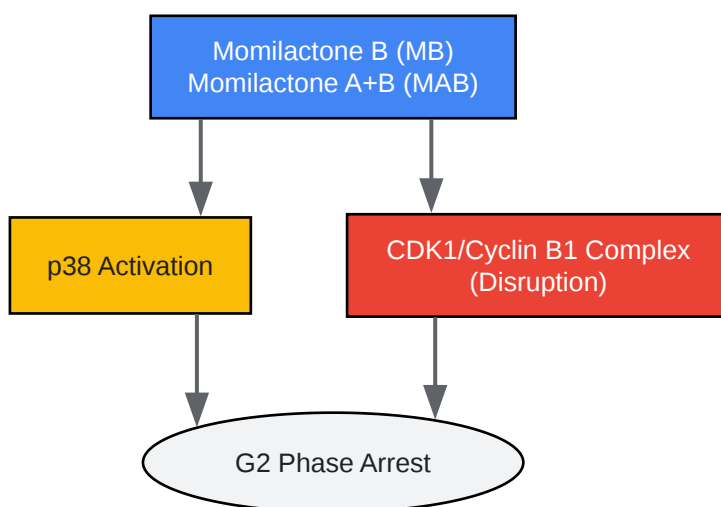 Momilactone B (MB)
Momilactone A+B (MAB)
p38 Activation
CDK1/Cyclin B1 Complex
(Disruption)
G2 Phase Arrest